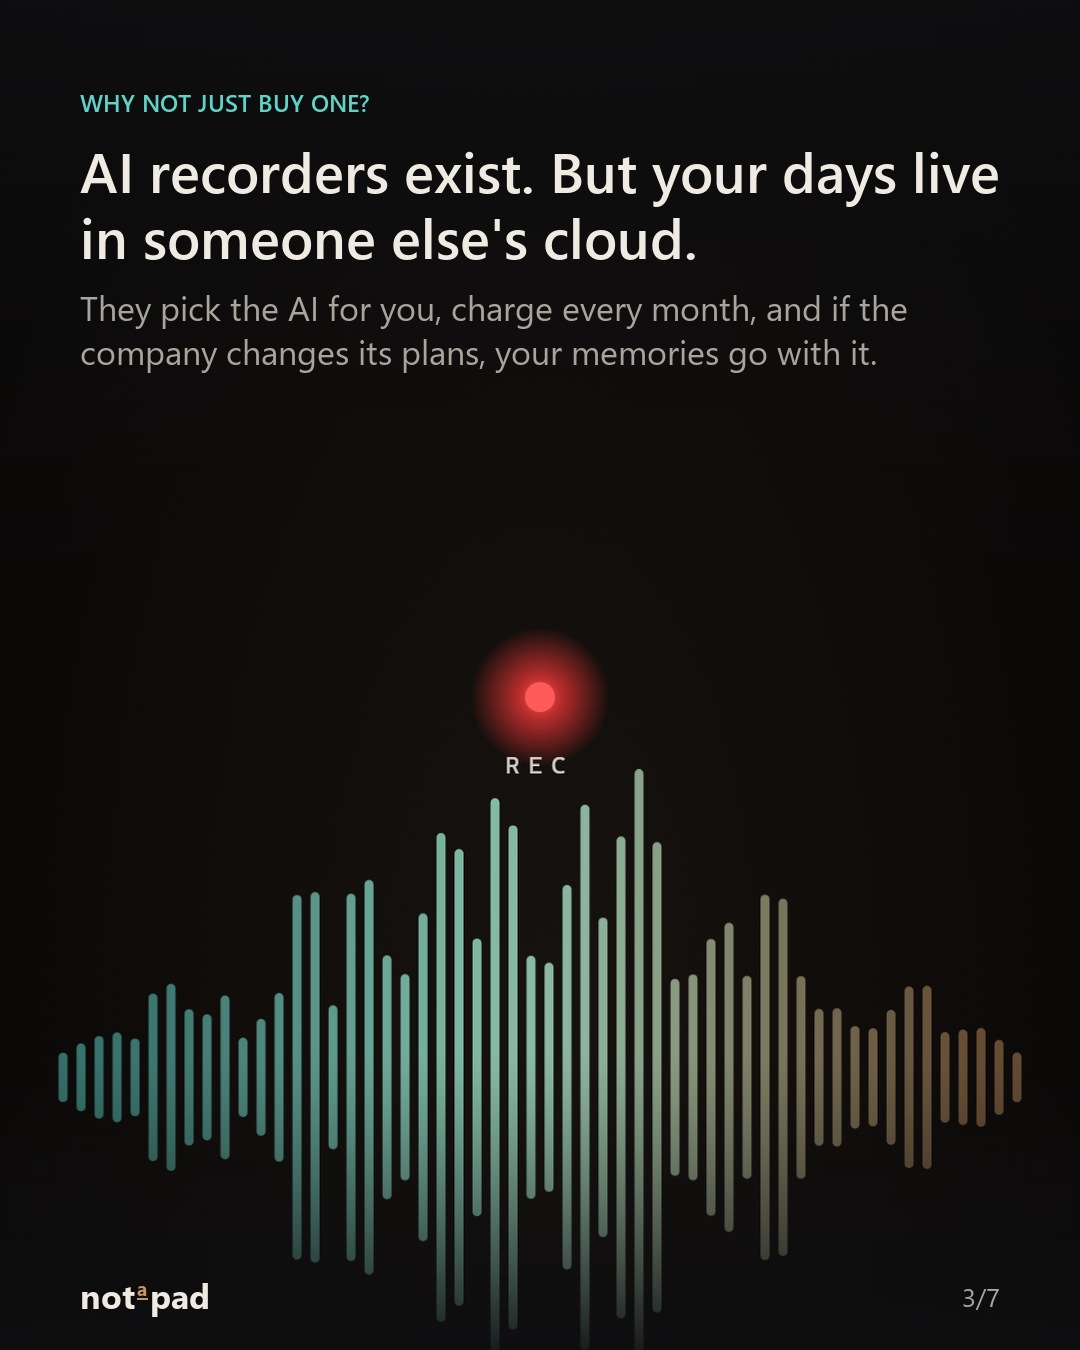 WHY NOT JUST BUY ONE?
AI recorders exist. But your days live
in someone else's cloud.
They pick the AI for you, charge every month, and if the
company changes its plans, your memories go with it.
REC
notapad
3/7